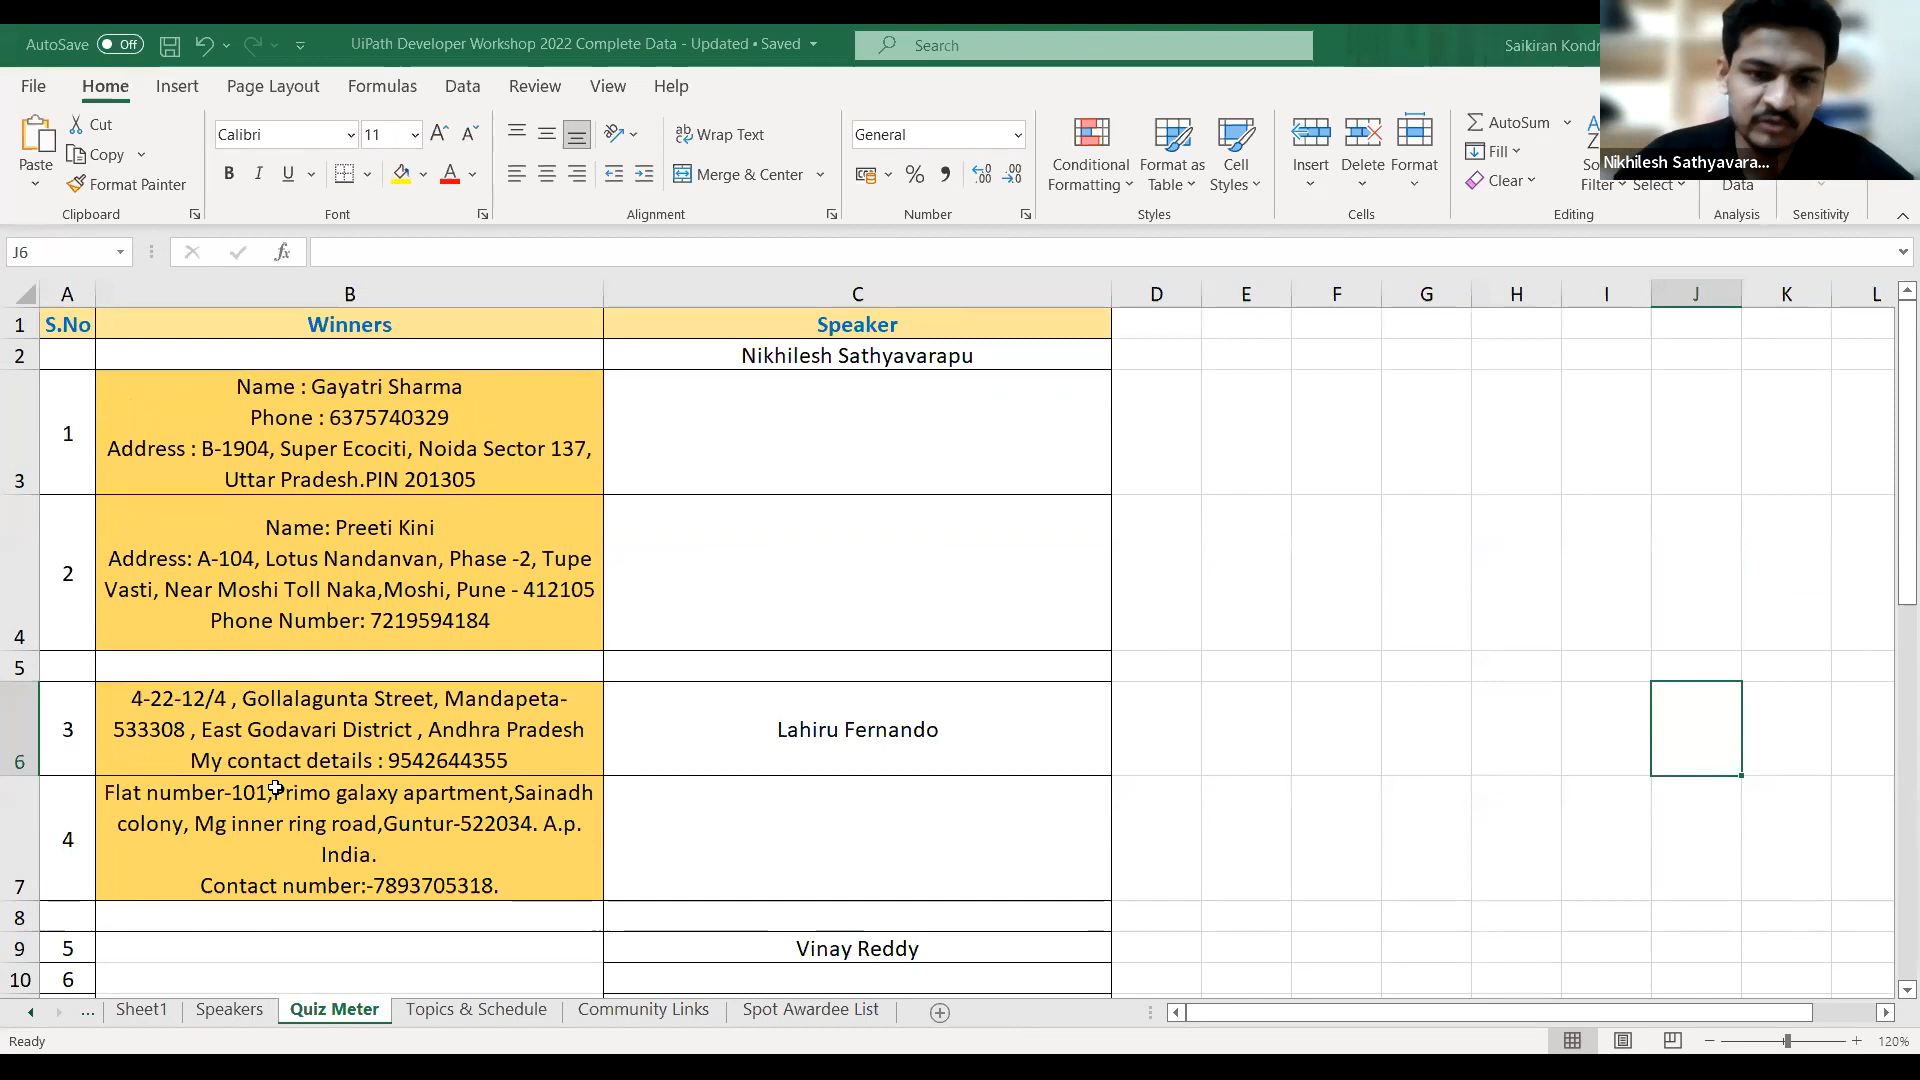 AutoSave Off UiPath Developer Workshop 2022 Complete Data - Updated • Saved Search Saikiran Kondr
File Home Insert Page Layout Formulas Data Review View Help
Nikhilesh Sathyavara...
Paste Cut Copy Format Painter
Clipboard
Calibri 11
B I U A
Font
Wrap Text
Merge & Center
Alignment
General
%
Number
Conditional Formatting
Format as Table
Cell Styles
Styles
Insert Delete Format
Cells
AutoSum
Fill
Clear
Filter Select
Editing
Data
Analysis
Sensitivity
J6 fx
A B C D E F G H I J K L
1 S.No Winners Speaker
2 Nikhilesh Sathyavarapu
Name : Gayatri Sharma
Phone : 6375740329
1 Address : B-1904, Super Ecociti, Noida Sector 137,
3 Uttar Pradesh.PIN 201305
Name: Preeti Kini
Address: A-104, Lotus Nandanvan, Phase -2, Tupe
2 Vasti, Near Moshi Toll Naka,Moshi, Pune - 412105
Phone Number: 7219594184
4
5
4-22-12/4 , Gollalagunta Street, Mandapeta-
3 533308 , East Godavari District , Andhra Pradesh Lahiru Fernando
6 My contact details : 9542644355
Flat number-101,Primo galaxy apartment,Sainadh
4 colony, Mg inner ring road,Guntur-522034. A.p.
India.
7 Contact number:-7893705318.
8
9 5 Vinay Reddy
10 6
... Sheet1 Speakers Quiz Meter Topics & Schedule Community Links Spot Awardee List
Ready 120%